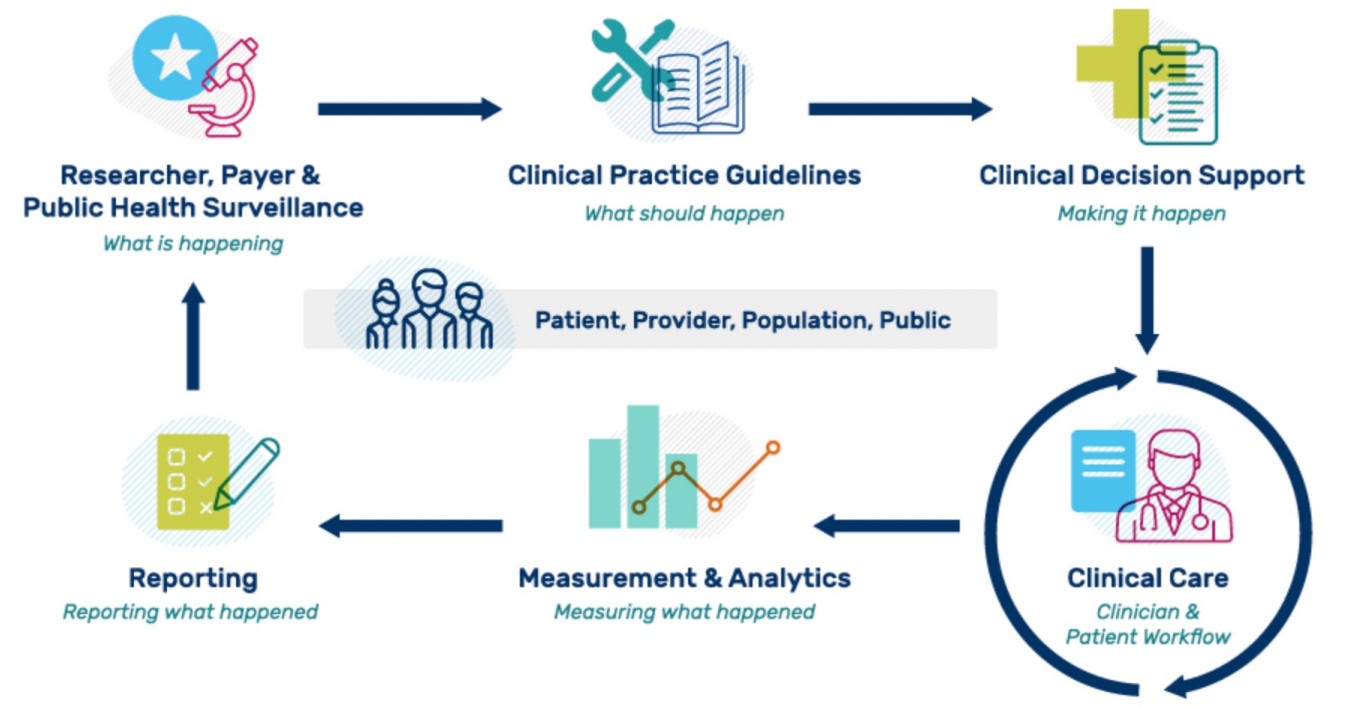 Researcher, Payer &
Public Health Surveillance
What is happening
Clinical Practice Guidelines
What should happen
Clinical Decision Support
Making it happen
Patient, Provider, Population, Public
Reporting
Reporting what happened
Measurement & Analytics
Measuring what happened
Clinical Care
Clinician &
Patient Workflow